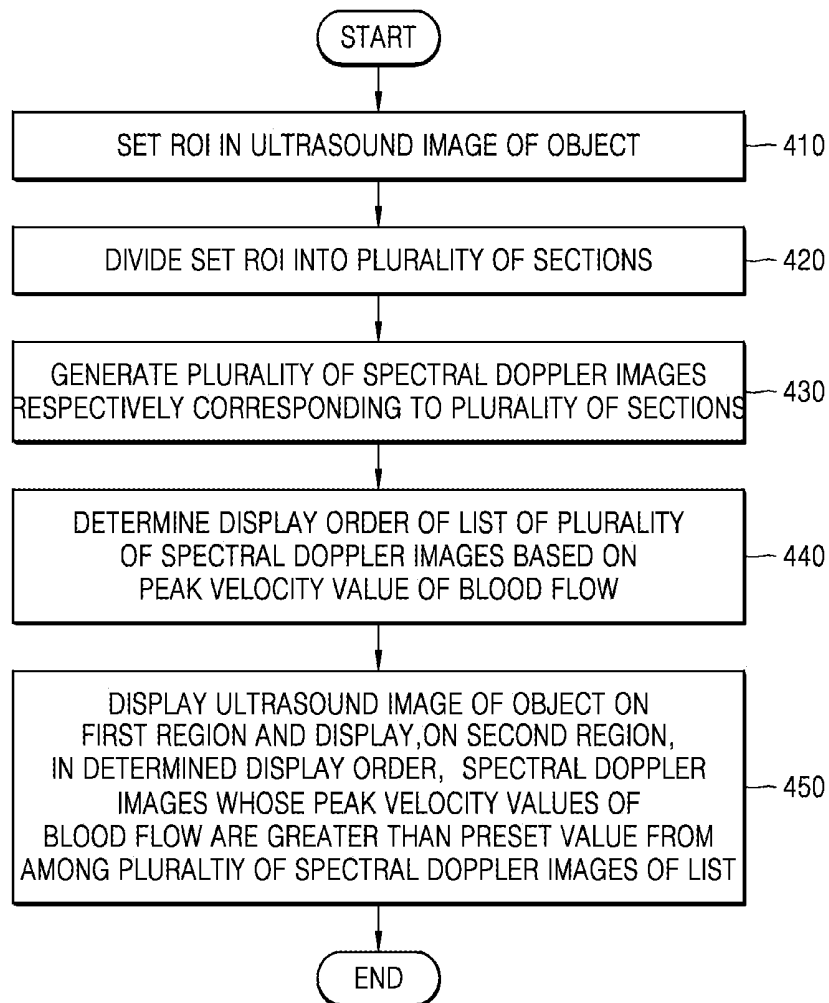 START
SET ROI IN ULTRASOUND IMAGE OF OBJECT
410
DIVIDE SET ROI INTO PLURALITY OF SECTIONS
420
GENERATE PLURALITY OF SPECTRAL DOPPLER IMAGES
RESPECTIVELY CORRESPONDING TO PLURALITY OF SECTIONS
430
DETERMINE DISPLAY ORDER OF LIST OF PLURALITY
OF SPECTRAL DOPPLER IMAGES BASED ON
PEAK VELOCITY VALUE OF BLOOD FLOW
440
DISPLAY ULTRASOUND IMAGE OF OBJECT ON
FIRST REGION AND DISPLAY,ON SECOND REGION,
IN DETERMINED DISPLAY ORDER, SPECTRAL DOPPLER
IMAGES WHOSE PEAK VELOCITY VALUES OF
BLOOD FLOW ARE GREATER THAN PRESET VALUE FROM
AMONG PLURALTIY OF SPECTRAL DOPPLER IMAGES OF LIST
450
END